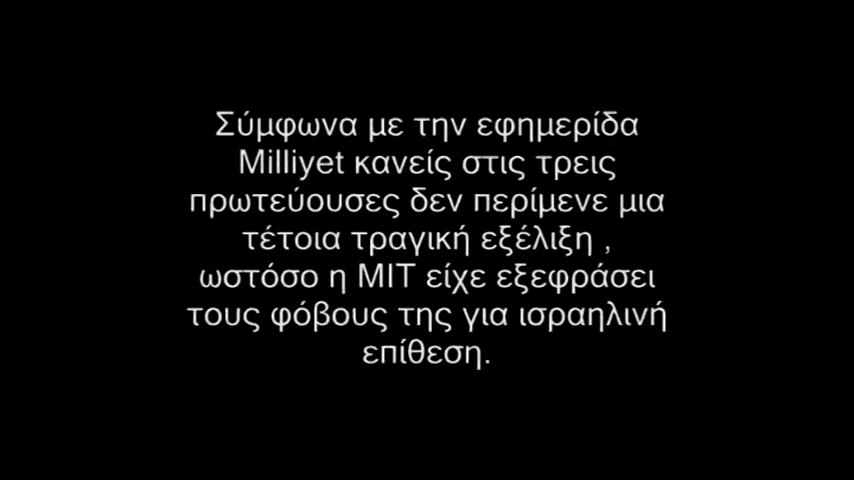 Σύμφωνα με την εφημερίδα
Milliyet κανείς στις τρεις
πρωτεύουσες δεν περίμενε μια
τέτοια τραγική εξέλιξη ,
ωστόσο η ΜΙΤ είχε εξεφράσει
τους φόβους της για ισραηλινή
επίθεση.